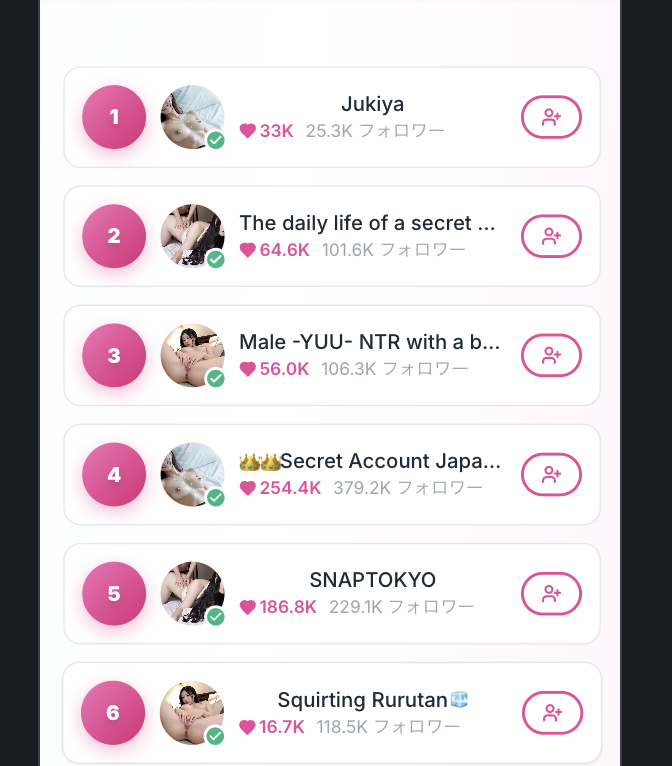 1
Jukiya
33K 25.3K フォロワー
2
The daily life of a secret ...
64.6K 101.6K フォロワー
3
Male -YUU- NTR with a b...
56.0K 106.3K フォロワー
4
👑👑Secret Account Japa...
254.4K 379.2K フォロワー
5
SNAPTOKYO
186.8K 229.1K フォロワー
6
Squirting Rurutan🧊
16.7K 118.5K フォロワー